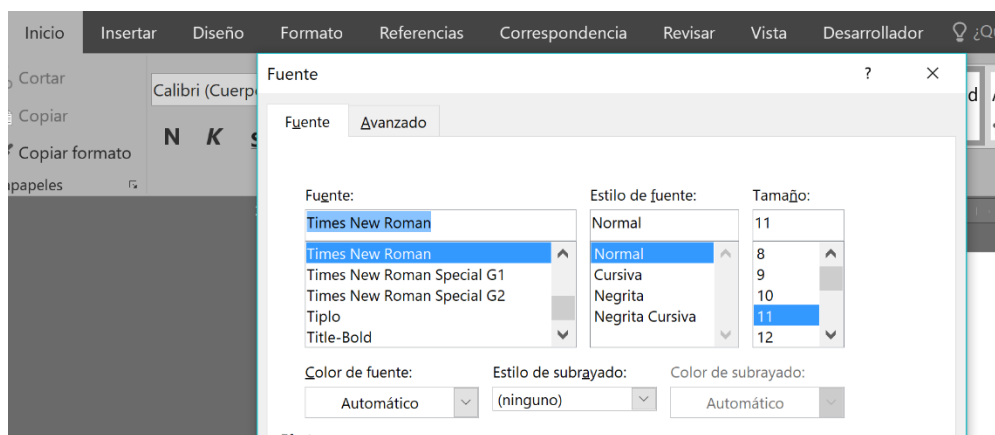 Inicio Insertar Diseño Formato Referencias Correspondencia Revisar Vista Desarrollador ¿Qu
Cortar
Copiar
Copiar formato
Calibri (Cuerp
N K S
Fuente ? ×
Fuente Avanzado
Fuente: Estilo de fuente: Tamaño:
Times New Roman Normal 11
Times New Roman Normal 8
Times New Roman Special G1 Cursiva 9
Times New Roman Special G2 Negrita 10
Tiplo Negrita Cursiva 11
Title-Bold 12
Color de fuente: Estilo de subrayado: Color de subrayado:
Automático (ninguno) Automático